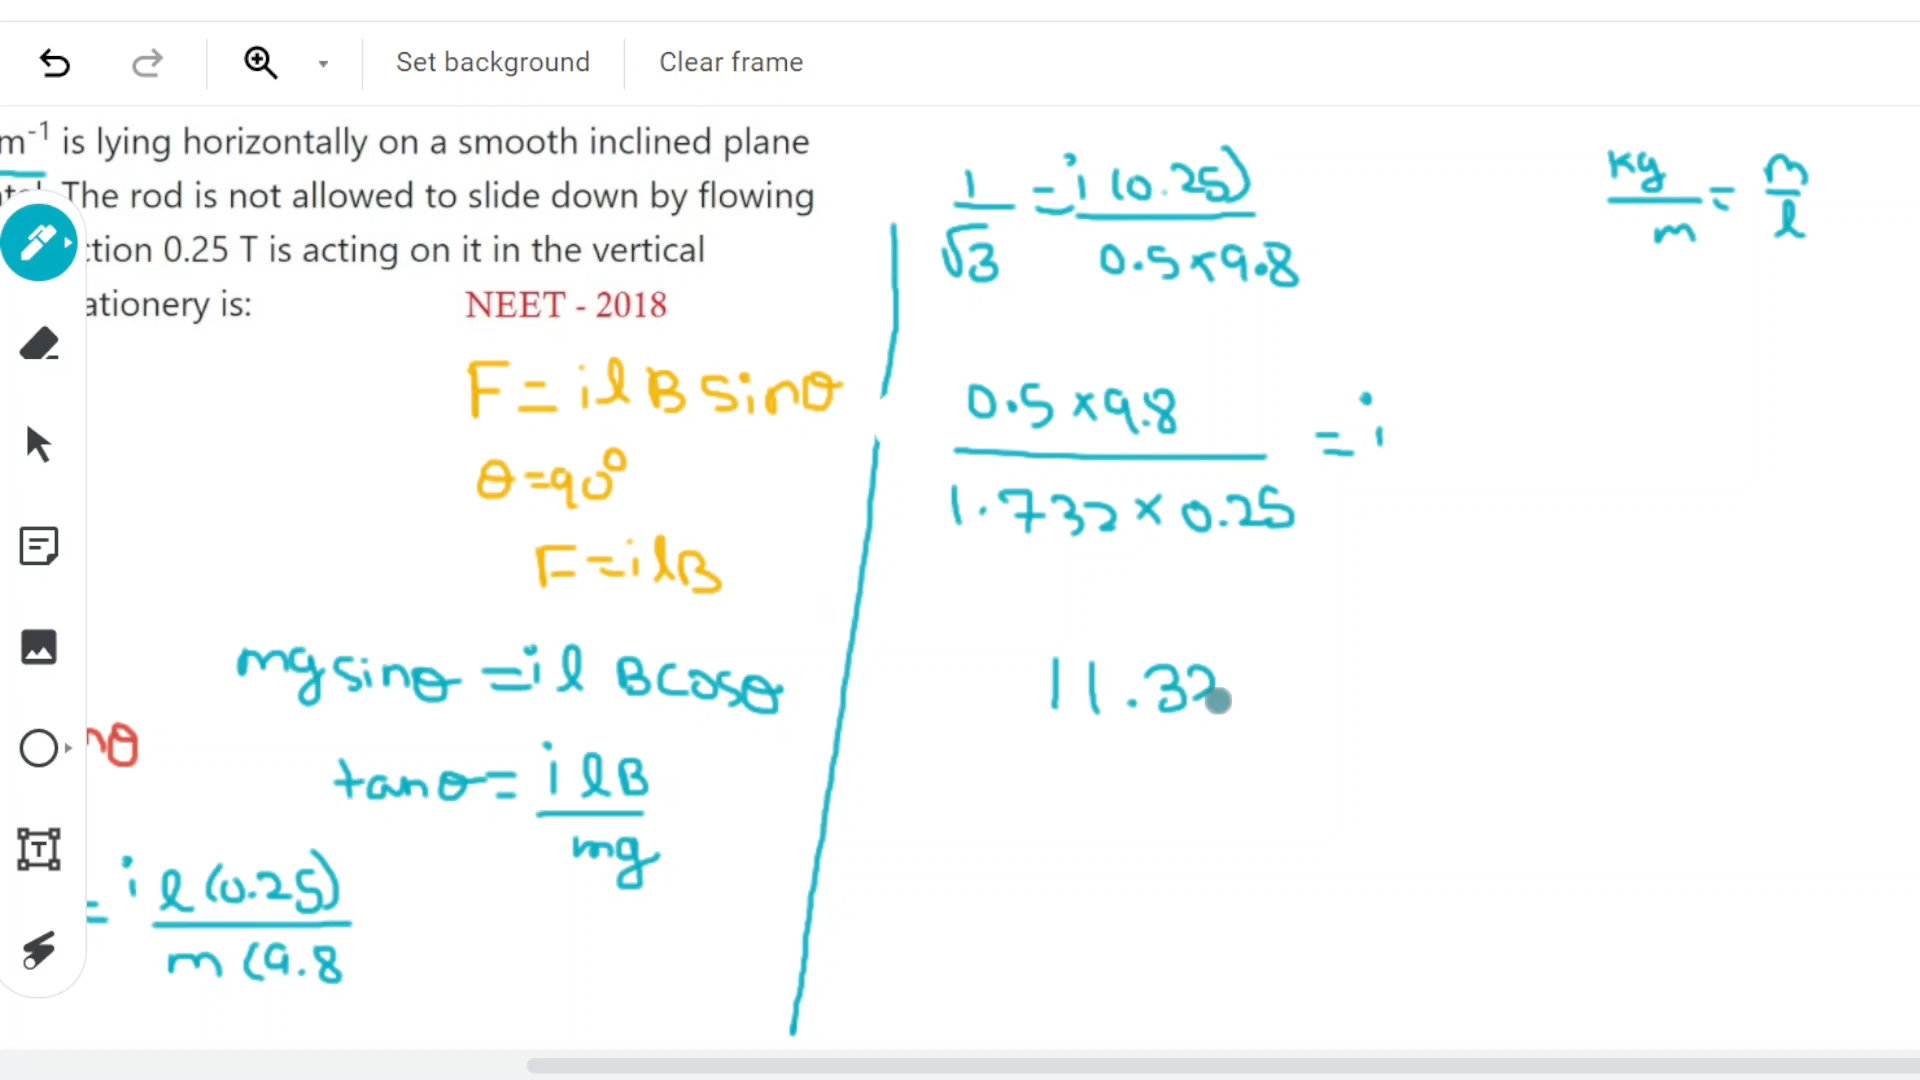 Set background
Clear frame
m⁻¹ is lying horizontally on a smooth inclined plane
The rod is not allowed to slide down by flowing
ction 0.25 T is acting on it in the vertical
ationery is:
NEET - 2018
F = ilB sinθ
θ = 90°
F = ilB
mg sinθ = il B cosθ
nθ
tanθ = ilB/mg
= il(0.25)/m(9.8
1/√3 = i(0.25)/0.5×9.8
0.5×9.8/1.732×0.25 = i
11.32
kg/m = m/l